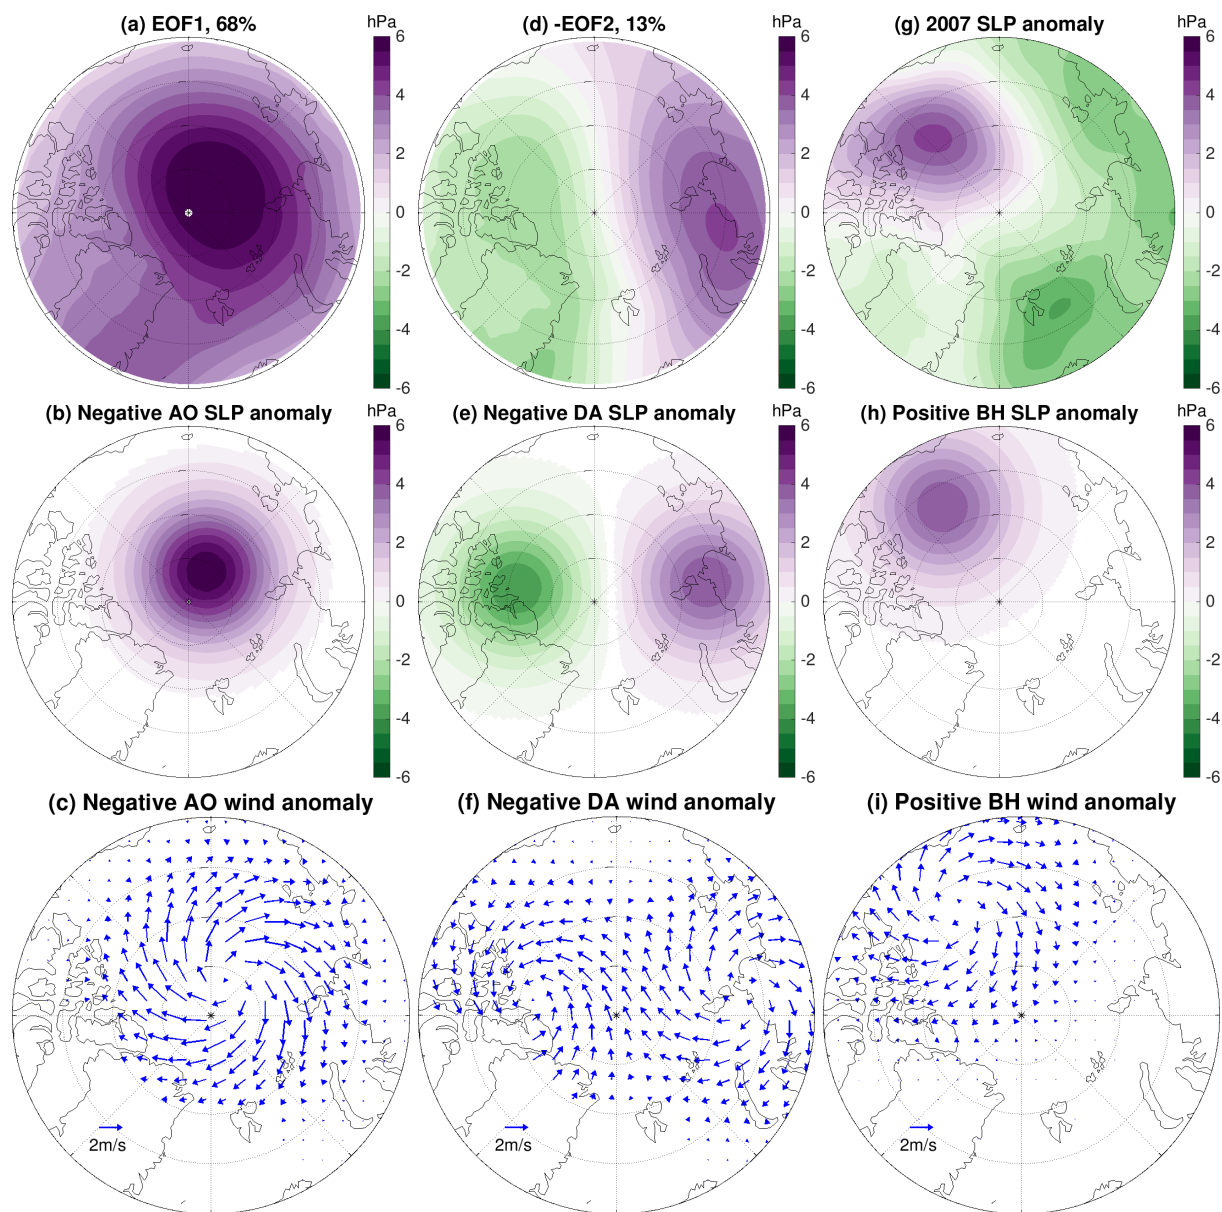 (a) EOF1, 68%
hPa
6
4
2
0
-2
-4
-6
(d) -EOF2, 13%
hPa
6
4
2
0
-2
-4
-6
(g) 2007 SLP anomaly
hPa
6
4
2
0
-2
-4
-6
(b) Negative AO SLP anomaly
hPa
6
4
2
0
-2
-4
-6
(e) Negative DA SLP anomaly
hPa
6
4
2
0
-2
-4
-6
(h) Positive BH SLP anomaly
hPa
6
4
2
0
-2
-4
-6
(c) Negative AO wind anomaly
2m/s
(f) Negative DA wind anomaly
2m/s
(i) Positive BH wind anomaly
2m/s